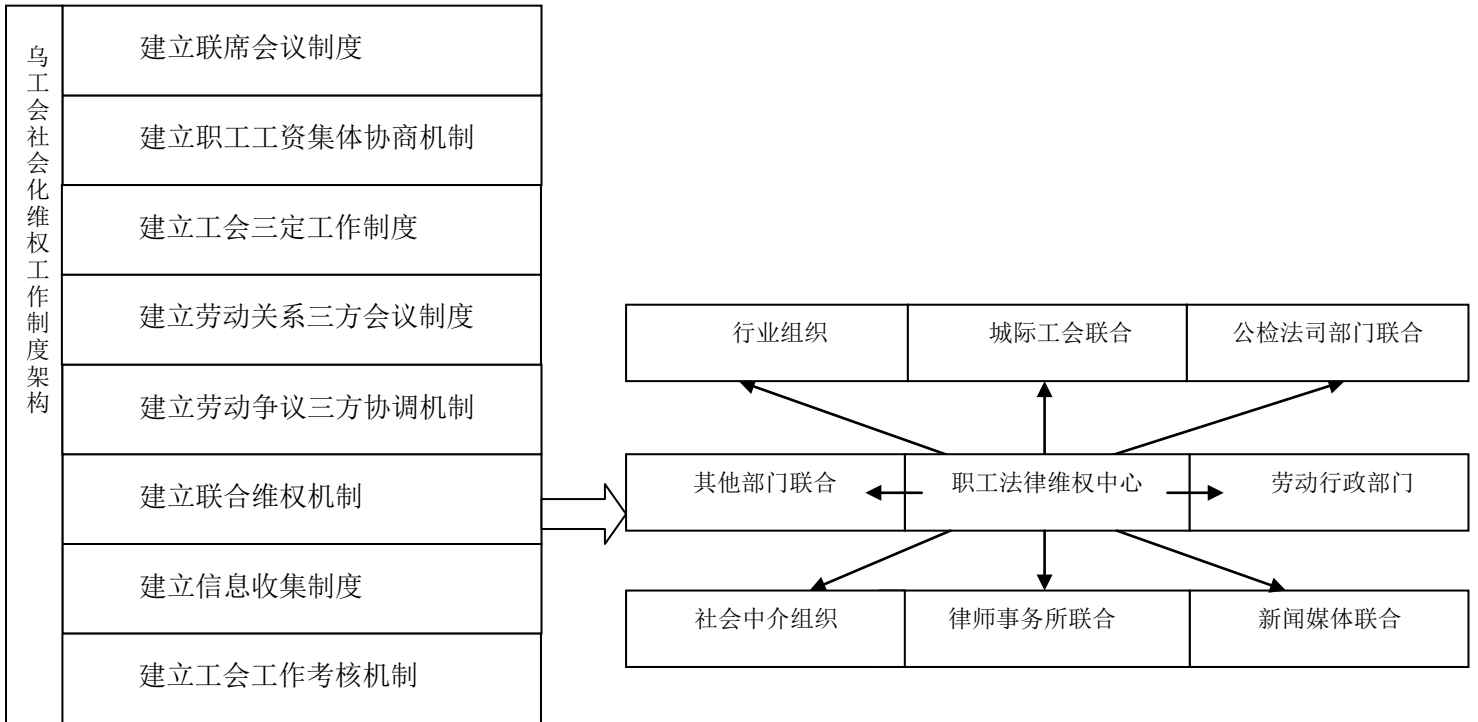 乌工会社会化维权工作制度架构
建立联席会议制度
建立职工工资集体协商机制
建立工会三定工作制度
建立劳动关系三方会议制度
建立劳动争议三方协调机制
建立联合维权机制
建立信息收集制度
建立工会工作考核机制
行业组织
城际工会联合
公检法司部门联合
其他部门联合
职工法律维权中心
劳动行政部门
社会中介组织
律师事务所联合
新闻媒体联合